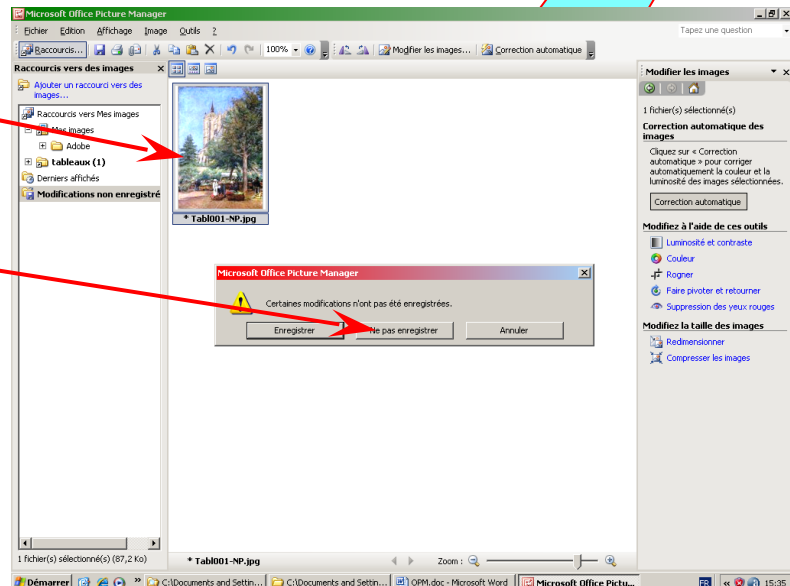 Microsoft Office Picture Manager
Fichier Edition Affichage Image Outils ? Tapez une question
Raccourcis... 100% Modifier les images... Correction automatique
Raccourcis vers des images
Ajouter un raccourci vers des
images...
Raccourcis vers Mes images
Mes images
Adobe
tableaux (1)
Derniers affichés
Modifications non enregistré
* Tabl001-NP.jpg
Microsoft Office Picture Manager
Certaines modifications n'ont pas été enregistrées.
Enregistrer Ne pas enregistrer Annuler
Modifier les images
1 fichier(s) sélectionné(s)
Correction automatique des
images
Cliquez sur « Correction
automatique » pour corriger
automatiquement la couleur et la
luminosité des images sélectionnées.
Correction automatique
Modifiez à l'aide de ces outils
Luminosité et contraste
Couleur
Rogner
Faire pivoter et retourner
Suppression des yeux rouges
Modifiez la taille des images
Redimensionner
Compresser les images
1 fichier(s) sélectionné(s) (87,2 Ko) * Tabl001-NP.jpg Zoom :
Démarrer » C:\Documents and Settin... C:\Documents and Settin... OPM.doc - Microsoft Word Microsoft Office Pictu... FR « 15:35